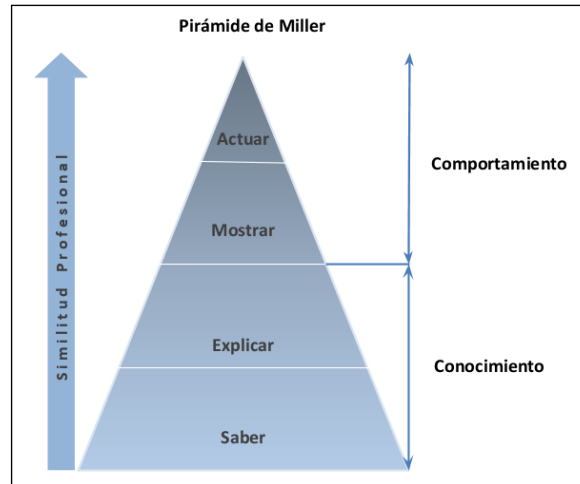 Pirámide de Miller
Similitud Profesional
Actuar
Comportamiento
Mostrar
Explicar
Conocimiento
Saber